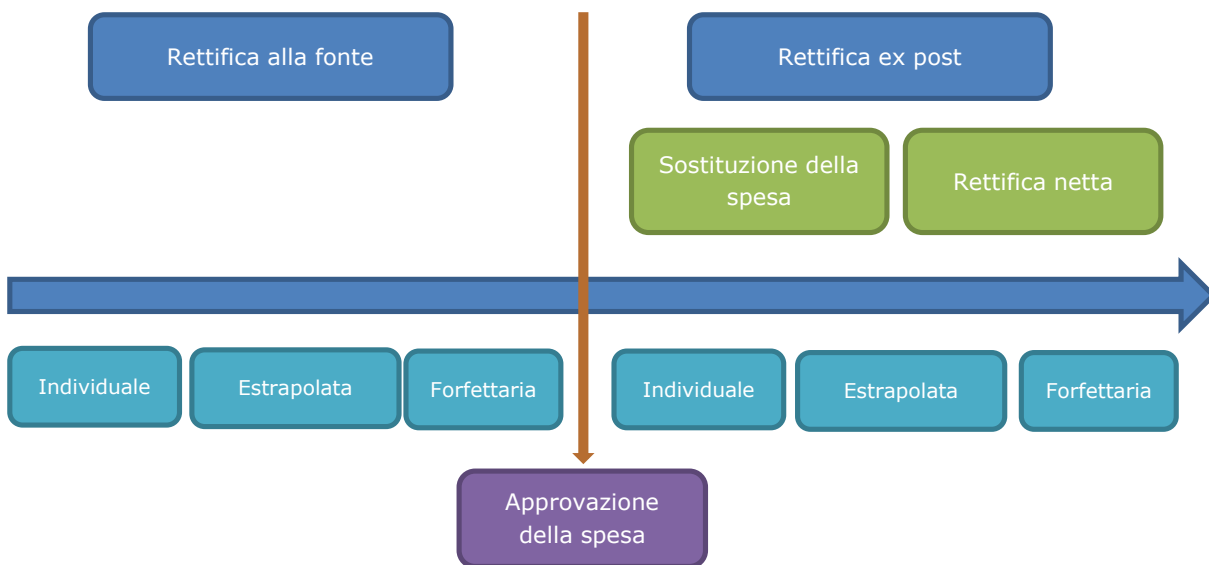 Rettifica alla fonte
Rettifica ex post
Sostituzione della
spesa
Rettifica netta
Individuale
Estrapolata
Forfettaria
Individuale
Estrapolata
Forfettaria
Approvazione
della spesa